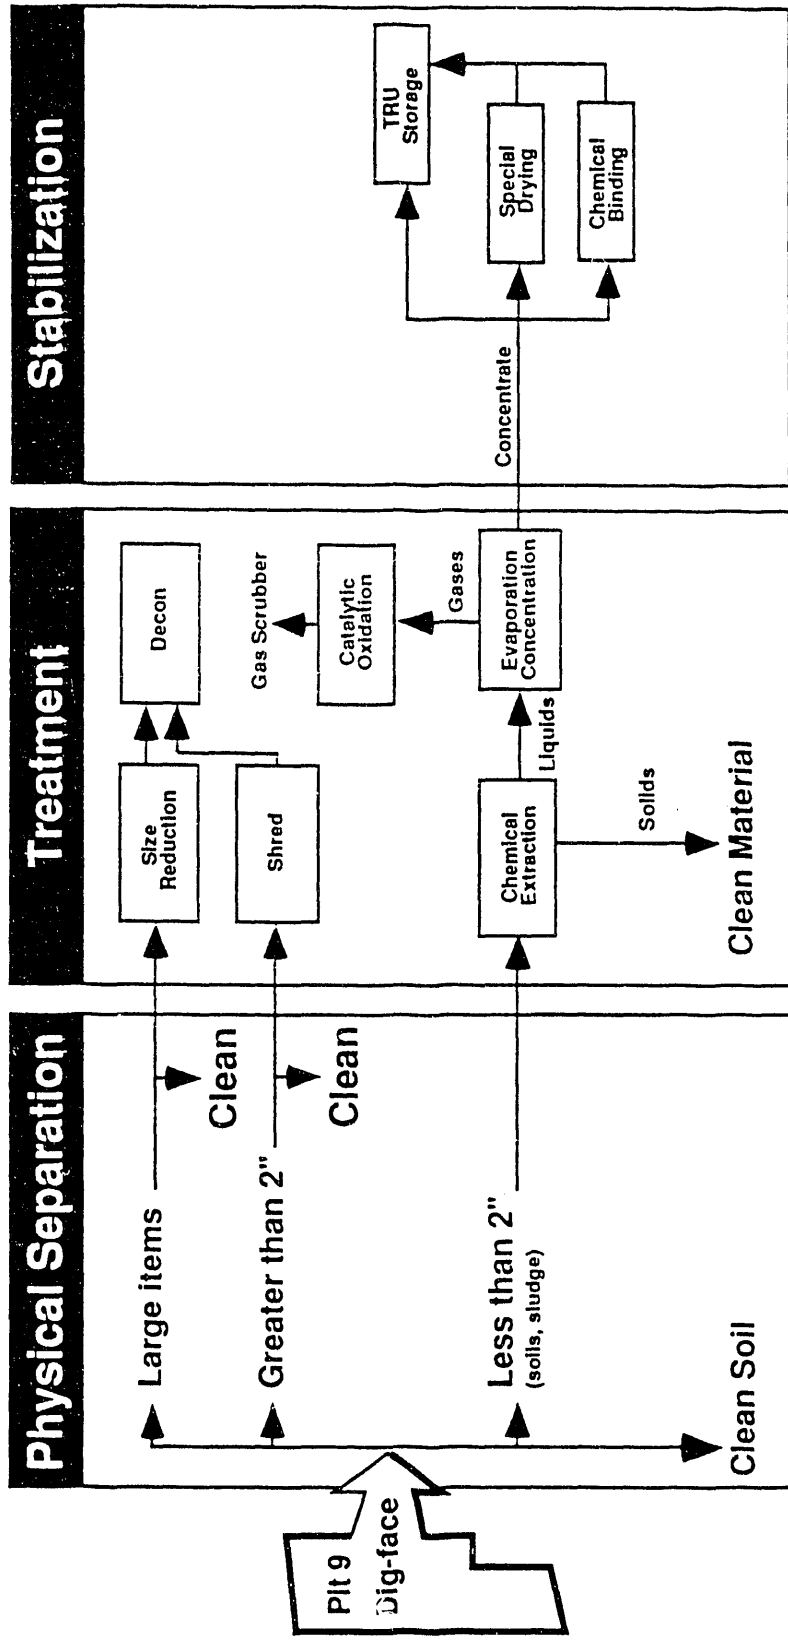 Physical Separation
Treatment
Stabilization
Pit 9
Dig-face
Large items
Clean
Greater than 2"
Clean
Less than 2"
(soils, sludge)
Clean Soil
Size
Reduction
Shred
Decon
Gas Scrubber
Catalytic
Oxidation
Gases
Chemical
Extraction
Liquids
Evaporation
Concentration
Solids
Clean Material
Concentrate
TRU
Storage
Special
Drying
Chemical
Binding